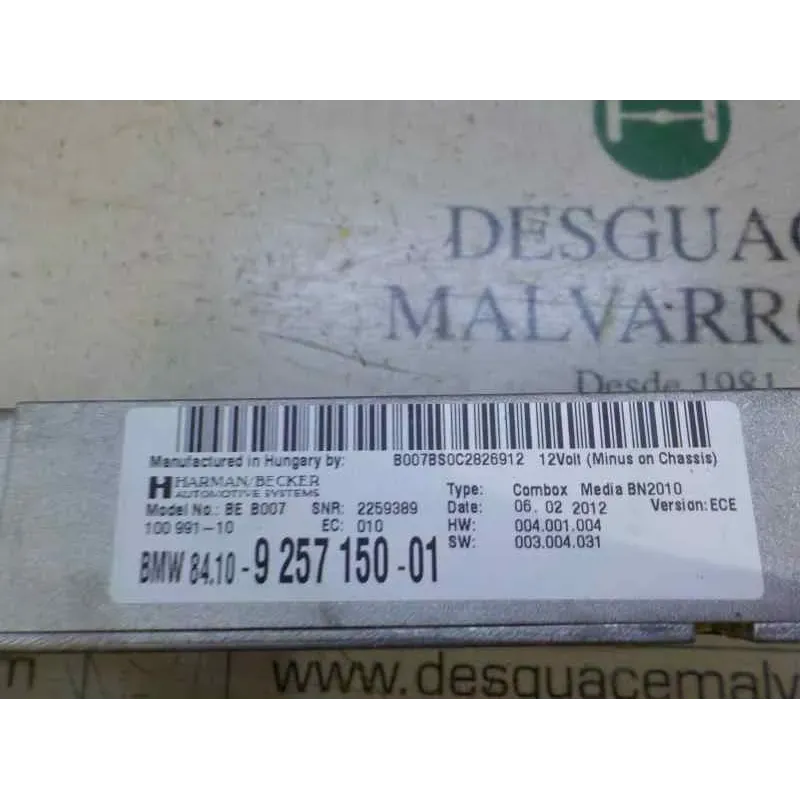 DESGUAC
MALVARR
Desde 1981
Manufactured in Hungary by: B007BS0C2826912 12Volt (Minus on Chassis)
HARMAN/BECKER
AUTOMOTIVE SYSTEMS
Type: Combox Media BN2010
Model No.: BE B007 SNR: 2259389 Date: 06. 02 2012 Version: ECE
100 991-10 EC: 010 HW: 004.001.004
SW: 003.004.031
BMW 84.10 - 9 257 150 - 01
www.desguacemalv